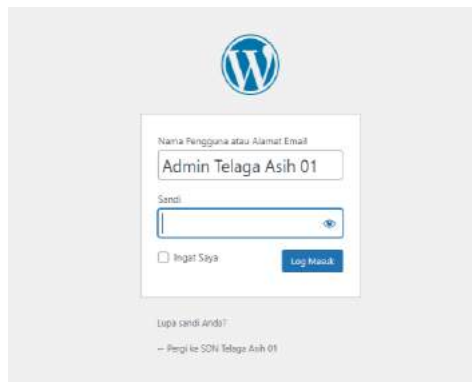 Nama Pengguna atau Alamat Email
Admin Telaga Asih 01
Sandi
Ingat Saya
Log Masuk
Lupa sandi Anda?
← Pergi ke SDN Telaga Asih 01